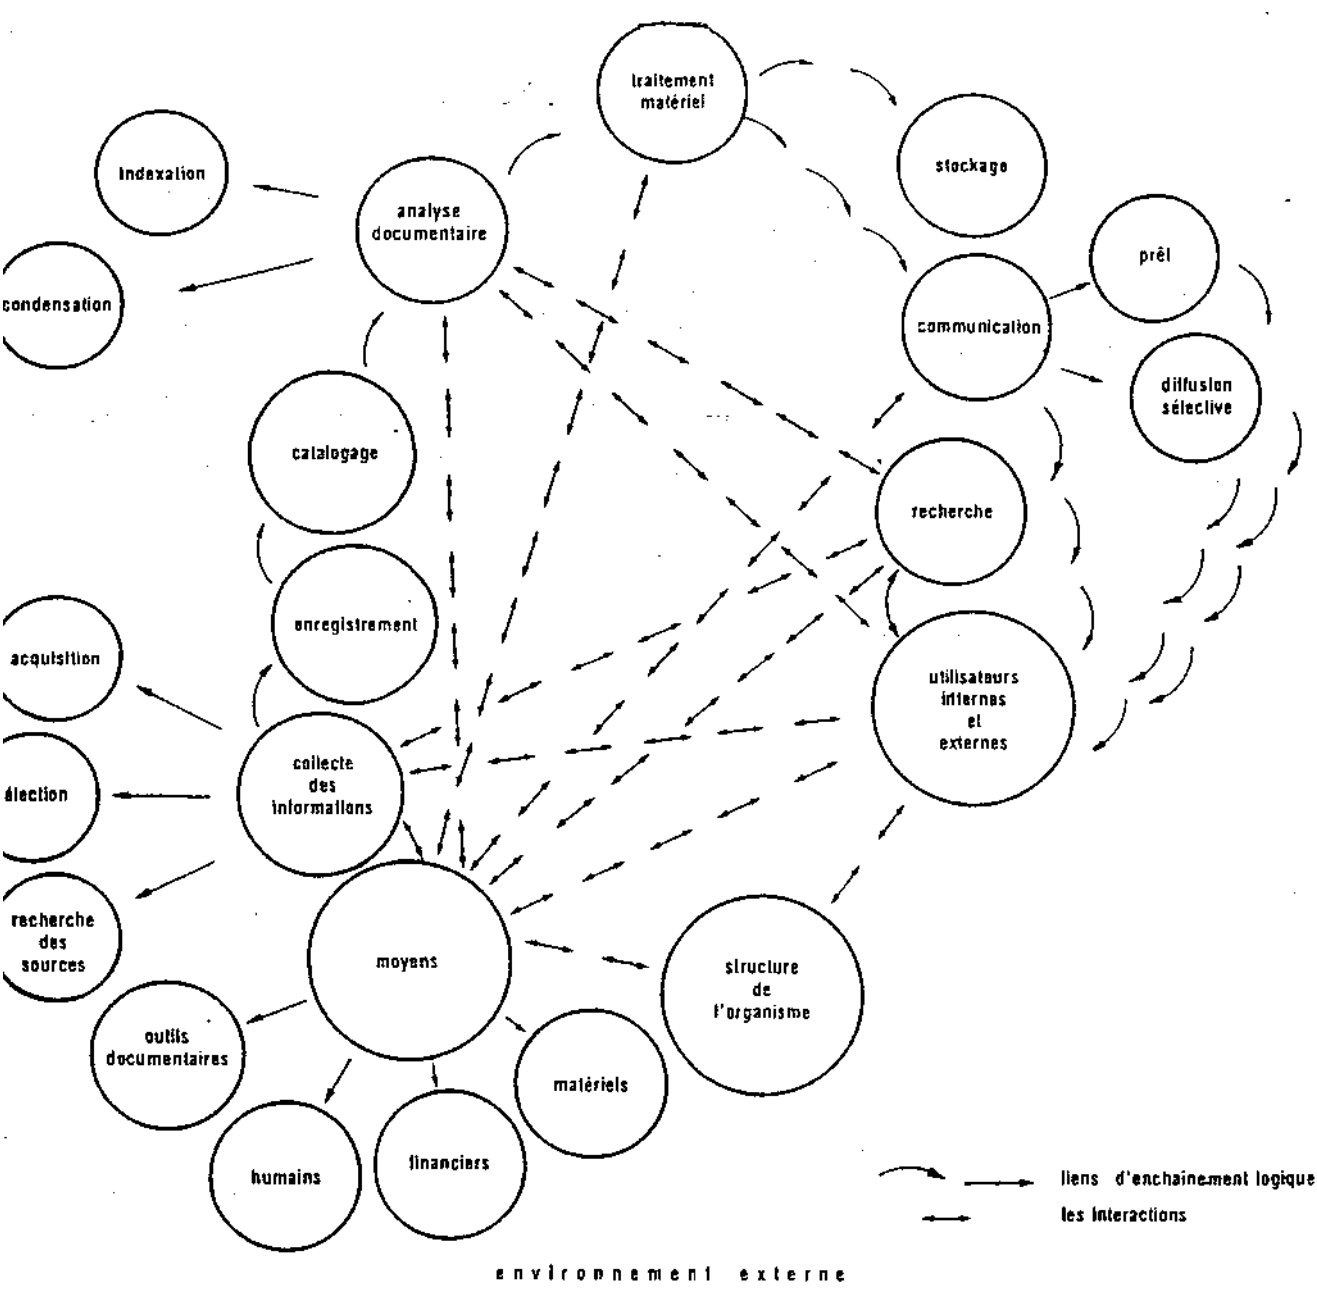 traitement
matériel
stockage
Indexation
analyse
documentaire
prêt
condensation
communication
diffusion
sélective
catalogage
recherche
enregistrement
acquisition
utilisateurs
internes
et
externes
collecte
des
informations
élection
recherche
des
sources
moyens
structure
de
l'organisme
outils
documentaires
matériels
humains
financiers
liens d'enchainement logique
les Interactions
environnement externe